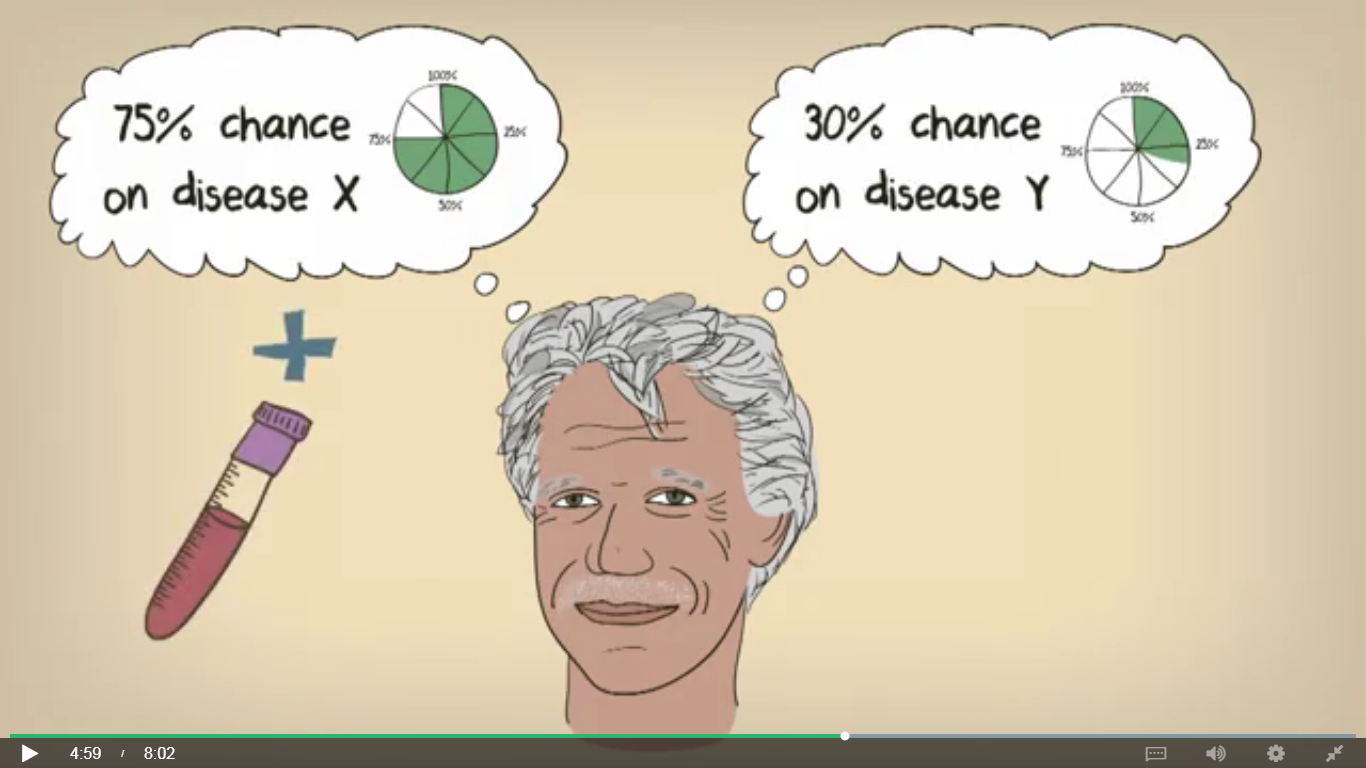 75% chance
on disease X
100%
25%
50%
75%
30% chance
on disease Y
100%
25%
50%
75%
4:59 / 8:02